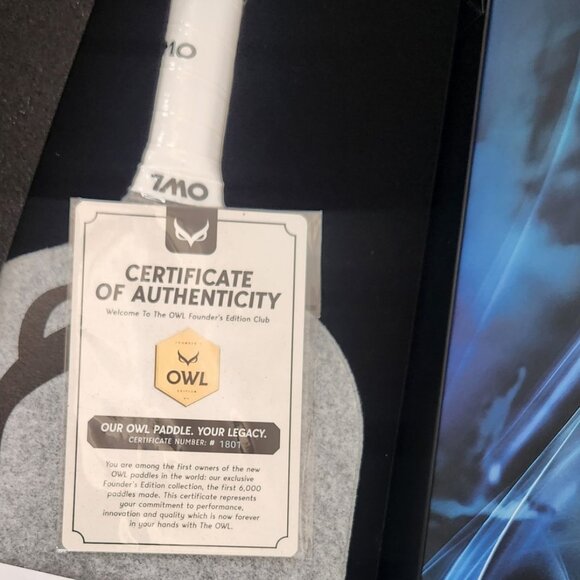 OWL
OWL
CERTIFICATE
OF AUTHENTICITY
Welcome To The OWL Founder's Edition Club
FOUNDER'S
OWL
EDITION
OUR OWL PADDLE. YOUR LEGACY.
CERTIFICATE NUMBER: # 1801
You are among the first owners of the new
OWL paddles in the world: our exclusive
Founder's Edition collection, the first 6,000
paddles made. This certificate represents
your commitment to performance,
innovation and quality which is now forever
in your hands with The OWL.